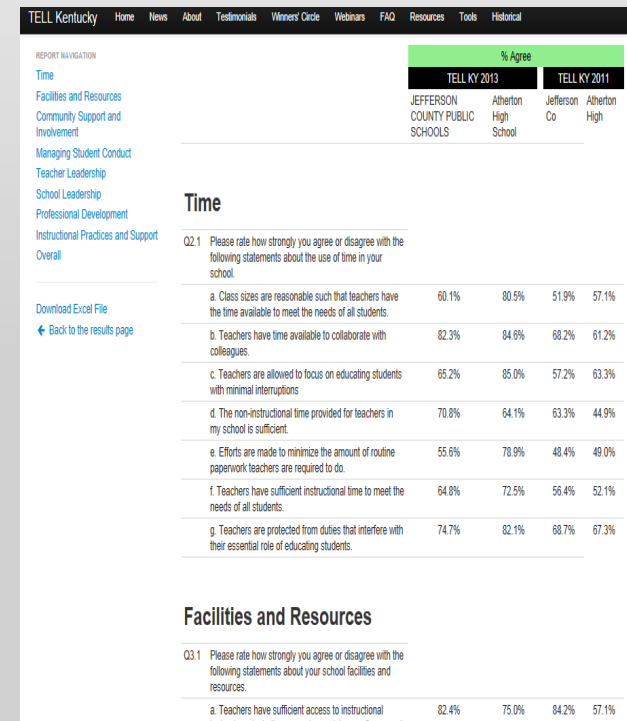 TELL Kentucky Home News About Testimonials Winners' Circle Webinars FAQ Resources Tools Historical
REPORT NAVIGATION
Time
Facilities and Resources
Community Support and
Involvement
Managing Student Conduct
Teacher Leadership
School Leadership
Professional Development
Instructional Practices and Support
Overall
Download Excel File
← Back to the results page
% Agree
TELL KY 2013 TELL KY 2011
JEFFERSON Atherton Jefferson Atherton
COUNTY PUBLIC High Co High
SCHOOLS School
Time
Q2.1 Please rate how strongly you agree or disagree with the
following statements about the use of time in your
school.
a. Class sizes are reasonable such that teachers have 60.1% 80.5% 51.9% 57.1%
the time available to meet the needs of all students.
b. Teachers have time available to collaborate with 82.3% 84.6% 68.2% 61.2%
colleagues.
c. Teachers are allowed to focus on educating students 65.2% 85.0% 57.2% 63.3%
with minimal interruptions
d. The non-instructional time provided for teachers in 70.8% 64.1% 63.3% 44.9%
my school is sufficient.
e. Efforts are made to minimize the amount of routine 55.6% 78.9% 48.4% 49.0%
paperwork teachers are required to do.
f. Teachers have sufficient instructional time to meet the 64.8% 72.5% 56.4% 52.1%
needs of all students.
g. Teachers are protected from duties that interfere with 74.7% 82.1% 68.7% 67.3%
their essential role of educating students.
Facilities and Resources
Q3.1 Please rate how strongly you agree or disagree with the
following statements about your school facilities and
resources.
a. Teachers have sufficient access to instructional 82.4% 75.0% 84.2% 57.1%